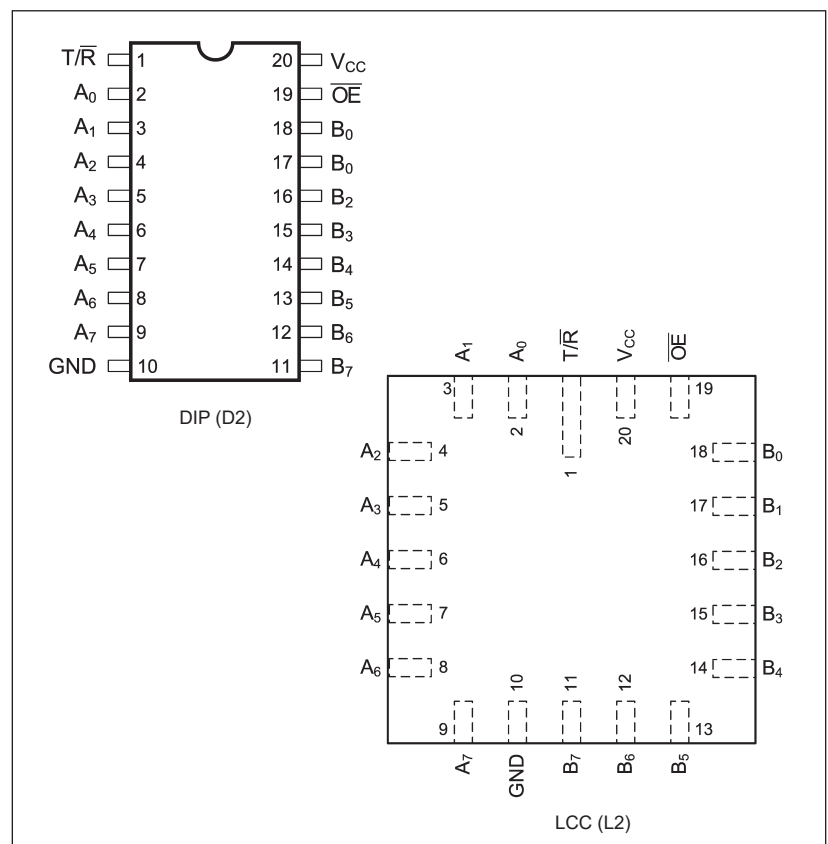 T/R̅ 1 20 V_CC
A₀ 2 19 O̅E̅
A₁ 3 18 B₀
A₂ 4 17 B₀
A₃ 5 16 B₂
A₄ 6 15 B₃
A₅ 7 14 B₄
A₆ 8 13 B₅
A₇ 9 12 B₆
GND 10 11 B₇
DIP (D2)
A₁ A₀ T/R̅ V_CC O̅E̅
3 2 1 20 19
A₂ 4 18 B₀
A₃ 5 17 B₁
A₄ 6 16 B₂
A₅ 7 15 B₃
A₆ 8 14 B₄
9 10 11 12 13
A₇ GND B₇ B₆ B₅
LCC (L2)